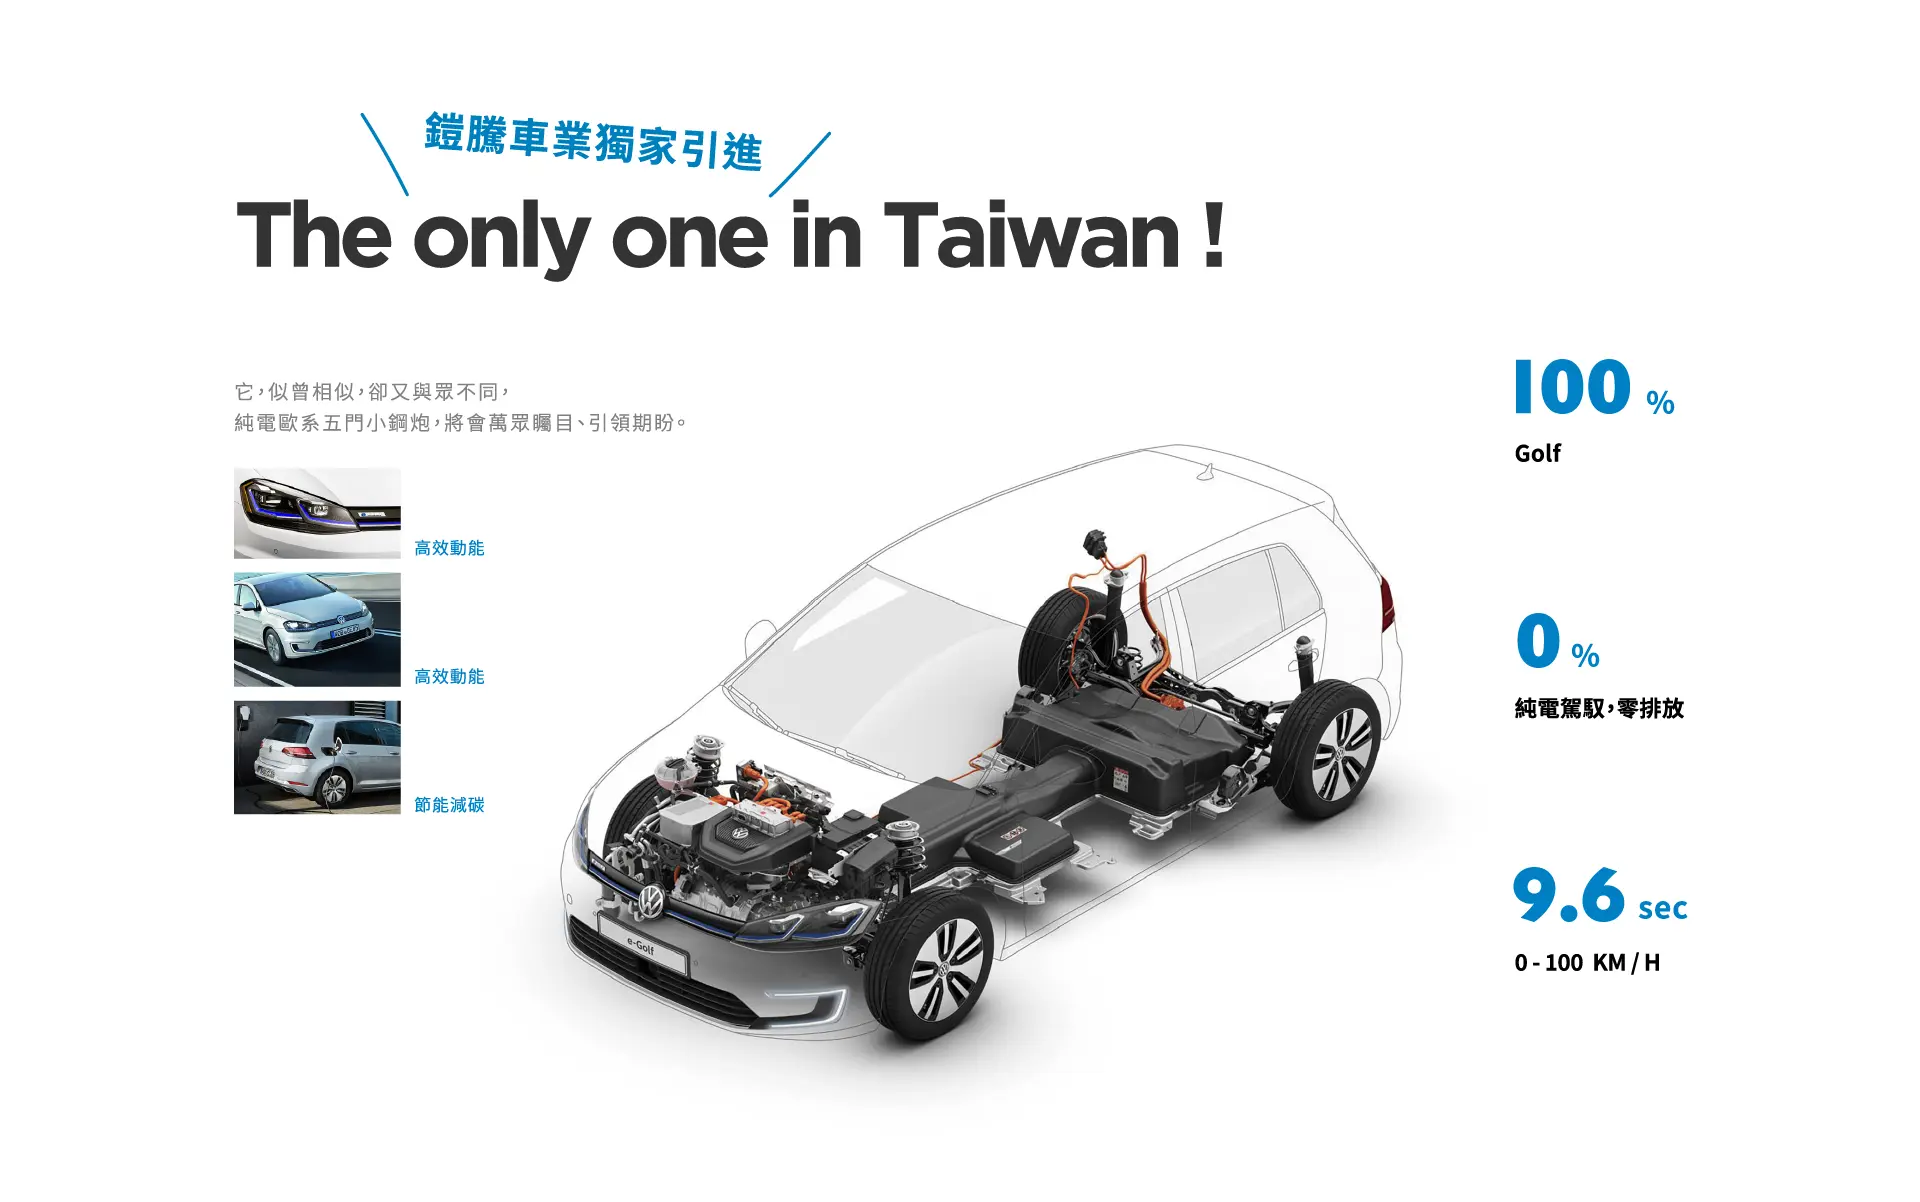 鎧騰車業獨家引進
The only one in Taiwan !
它，似曾相似，卻又與眾不同，
純電歐系五門小鋼炮，將會萬眾矚目、引領期盼。
高效動能
高效動能
節能減碳
e-Golf
100 %
Golf
0 %
純電駕馭，零排放
9.6 sec
0 - 100 KM / H